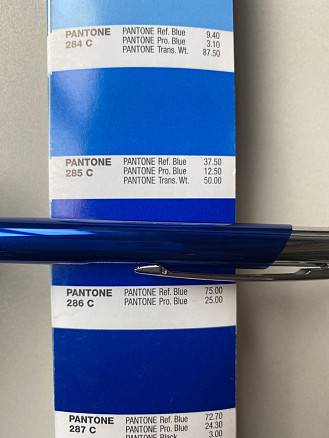 PANTONE
284 C
PANTONE Ref. Blue 9.40
PANTONE Pro. Blue 3.10
PANTONE Trans. Wt. 87.50
PANTONE
285 C
PANTONE Ref. Blue 37.50
PANTONE Pro. Blue 12.50
PANTONE Trans. Wt. 50.00
PANTONE
286 C
PANTONE Ref. Blue 75.00
PANTONE Pro. Blue 25.00
PANTONE
287 C
PANTONE Ref. Blue 72.70
PANTONE Pro. Blue 24.30
PANTONE Black 3.00